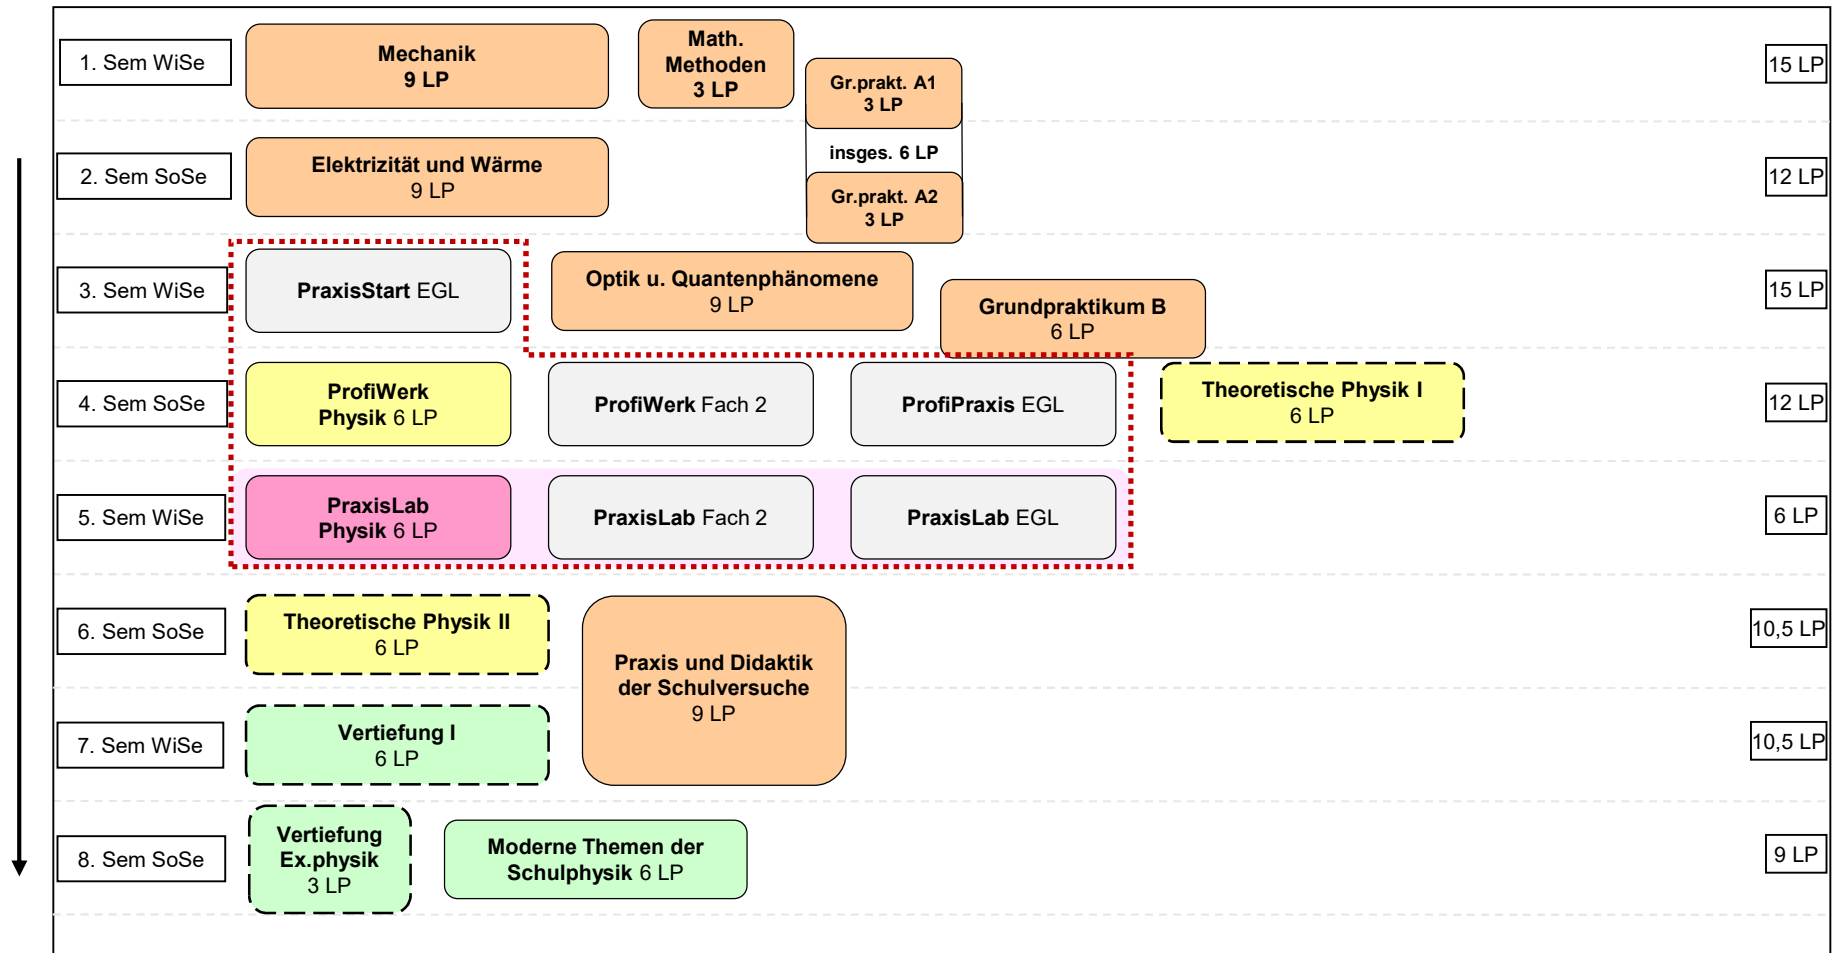 1. Sem WiSe
Mechanik
9 LP
Math.
Methoden
3 LP
Gr.prakt. A1
3 LP
15 LP
2. Sem SoSe
Elektrizität und Wärme
9 LP
insges. 6 LP
Gr.prakt. A2
3 LP
12 LP
3. Sem WiSe
PraxisStart EGL
Optik u. Quantenphänomene
9 LP
Grundpraktikum B
6 LP
15 LP
4. Sem SoSe
ProfiWerk
Physik 6 LP
ProfiWerk Fach 2
ProfiPraxis EGL
Theoretische Physik I
6 LP
12 LP
5. Sem WiSe
PraxisLab
Physik 6 LP
PraxisLab Fach 2
PraxisLab EGL
6 LP
6. Sem SoSe
Theoretische Physik II
6 LP
Praxis und Didaktik
der Schulversuche
9 LP
10,5 LP
7. Sem WiSe
Vertiefung I
6 LP
10,5 LP
8. Sem SoSe
Vertiefung
Ex.physik
3 LP
Moderne Themen der
Schulphysik 6 LP
9 LP